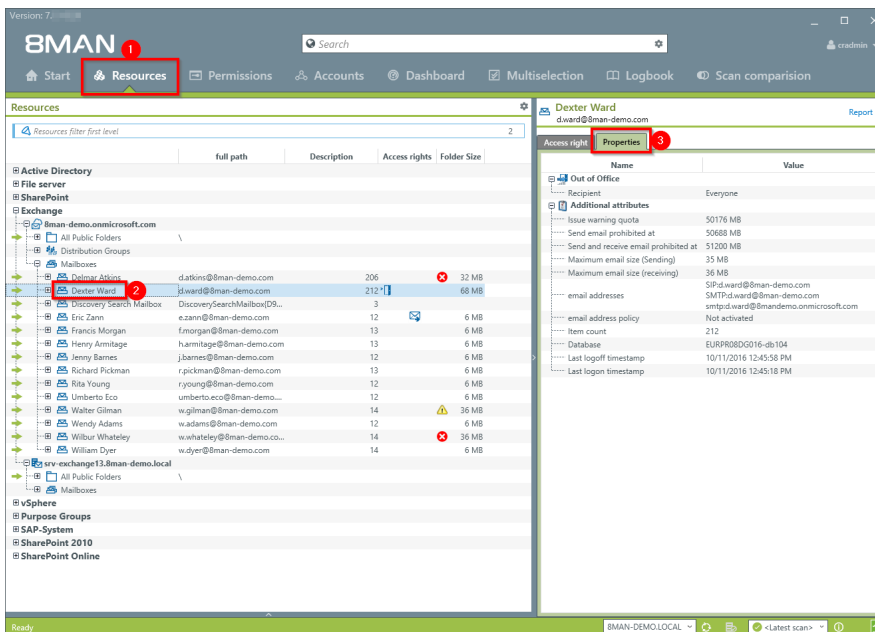 Version: 7.
8MAN
1
Search
cradmin
Start Resources Permissions Accounts Dashboard Multiselection Logbook Scan comparision
Resources
Resources filter first level 2
full path Description Access rights Folder Size
Active Directory
File server
SharePoint
Exchange
8man-demo.onmicrosoft.com
All Public Folders \
Distribution Groups
Mailboxes
Delmar Atkins d.atkins@8man-demo.com 206 32 MB
Dexter Ward 2 d.ward@8man-demo.com 212 68 MB
Discovery Search Mailbox DiscoverySearchMailbox{D9... 3
Eric Zann e.zann@8man-demo.com 12 6 MB
Francis Morgan f.morgan@8man-demo.com 13 6 MB
Henry Armitage h.armitage@8man-demo.com 13 6 MB
Jenny Barnes j.barnes@8man-demo.com 12 6 MB
Richard Pickman r.pickman@8man-demo.com 13 6 MB
Rita Young r.young@8man-demo.com 12 6 MB
Umberto Eco umberto.eco@8man-demo.... 12 6 MB
Walter Gilman w.gilman@8man-demo.com 14 36 MB
Wendy Adams w.adams@8man-demo.com 12 6 MB
Wilbur Whateley w.whateley@8man-demo.co... 14 36 MB
William Dyer w.dyer@8man-demo.com 14 6 MB
srv-exchange13.8man-demo.local
All Public Folders \
Mailboxes
vSphere
Purpose Groups
SAP-System
SharePoint 2010
SharePoint Online
Dexter Ward
d.ward@8man-demo.com
Report
Access right Properties 3
Name Value
Out of Office
Recipient Everyone
Additional attributes
Issue warning quota 50176 MB
Send email prohibited at 50688 MB
Send and receive email prohibited at 51200 MB
Maximum email size (Sending) 35 MB
Maximum email size (receiving) 36 MB
email addresses SIP:d.ward@8man-demo.com
SMTP:d.ward@8man-demo.com
smtp:d.ward@8mandemo.onmicrosoft.com
email address policy Not activated
Item count 212
Database EURPR08DG016-db104
Last logoff timestamp 10/11/2016 12:45:58 PM
Last logon timestamp 10/11/2016 12:45:18 PM
Ready
8MAN-DEMO.LOCAL <Latest scan>